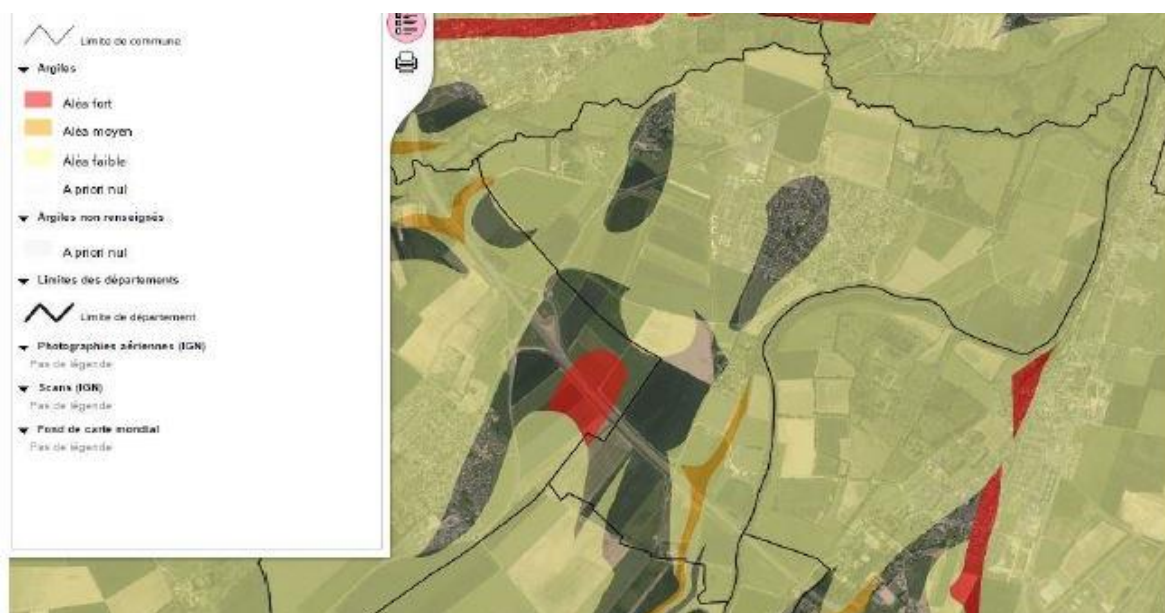 Limite de commune
Argiles
Aléa fort
Aléa moyen
Aléa faible
A priori nul
Argiles non renseignés
A priori nul
Limites des départements
Limite de département
Photographies aériennes (IGN)
Pas de légende
Scans (IGN)
Pas de légende
Fond de carte mondial
Pas de légende